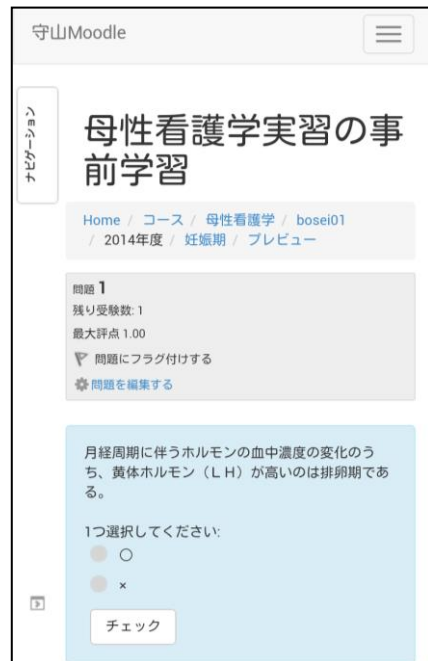 守山Moodle
ナビゲーション
母性看護学実習の事
前学習
Home / コース / 母性看護学 / bosei01
/ 2014年度 / 妊娠期 / プレビュー
問題 1
残り受験数: 1
最大評点 1.00
問題にフラグ付けする
問題を編集する
月経周期に伴うホルモンの血中濃度の変化のう
ち、黄体ホルモン（ＬＨ）が高いのは排卵期であ
る。
1つ選択してください:
○
×
チェック